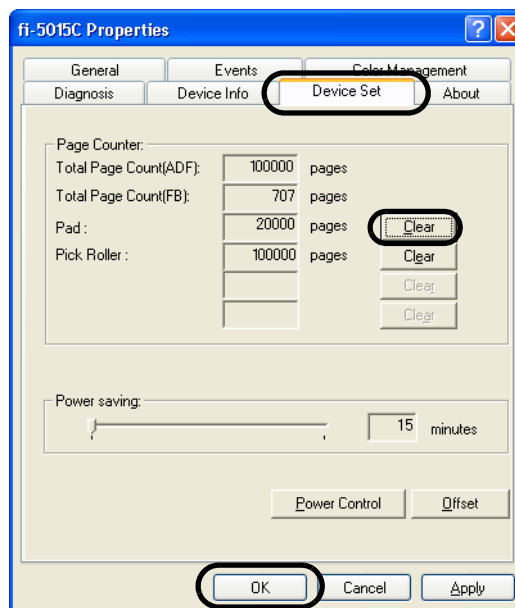 fi-5015C Properties
General Events Color Management
Diagnosis Device Info Device Set About
Page Counter:
Total Page Count(ADF): 100000 pages
Total Page Count(FB): 707 pages
Pad : 20000 pages Clear
Pick Roller : 100000 pages Clear
Clear
Clear
Power saving:
15 minutes
Power Control Offset
OK Cancel Apply